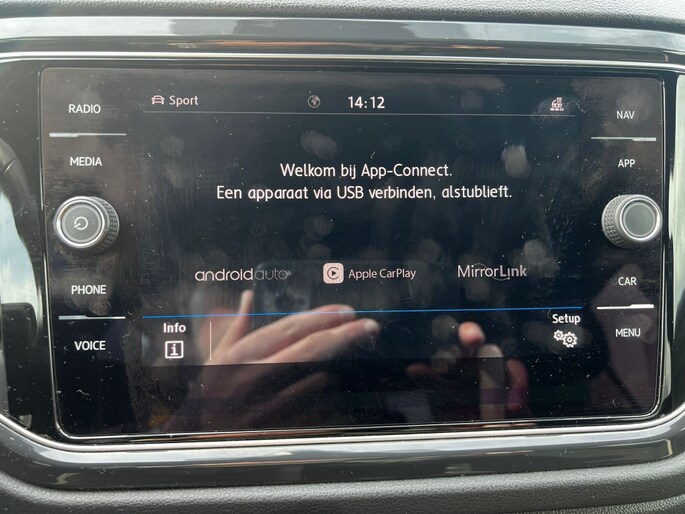 RADIO
Sport
14:12
NAV
MEDIA
APP
Welkom bij App-Connect.
Een apparaat via USB verbinden, alstublieft.
androidauto
Apple CarPlay
MirrorLink
PHONE
CAR
Info
Setup
VOICE
MENU